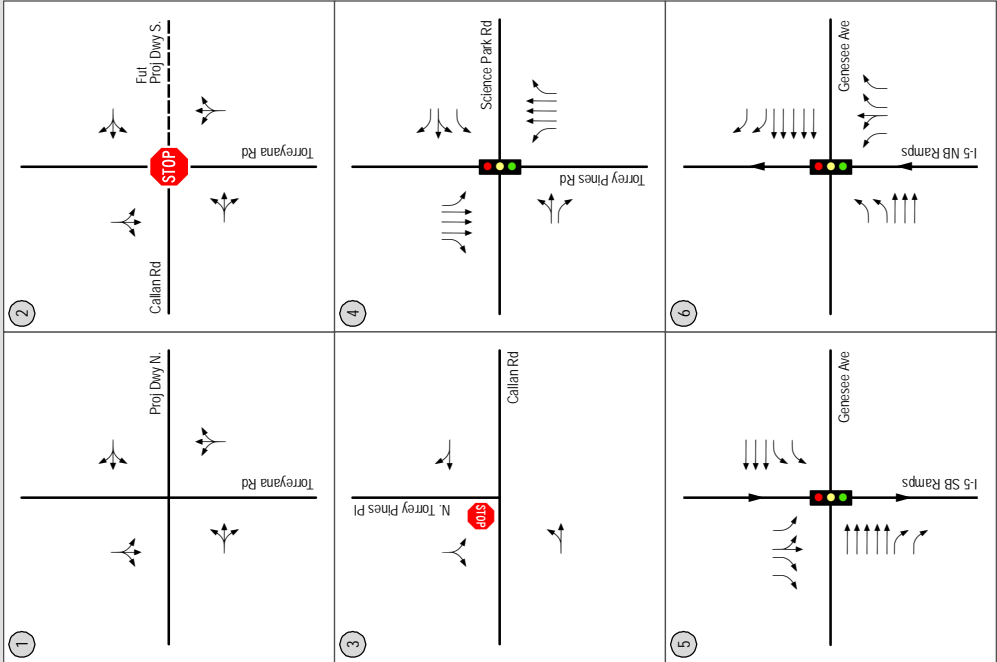 2
Fut
Proj Dwy S.
Torreyana Rd
STOP
Callan Rd
4
Science Park Rd
Torrey Pines Rd
6
Genesee Ave
I-5 NB Ramps
1
Proj Dwy N.
Torreyana Rd
3
Callan Rd
N. Torrey Pines Pl
STOP
5
Genesee Ave
I-5 SB Ramps